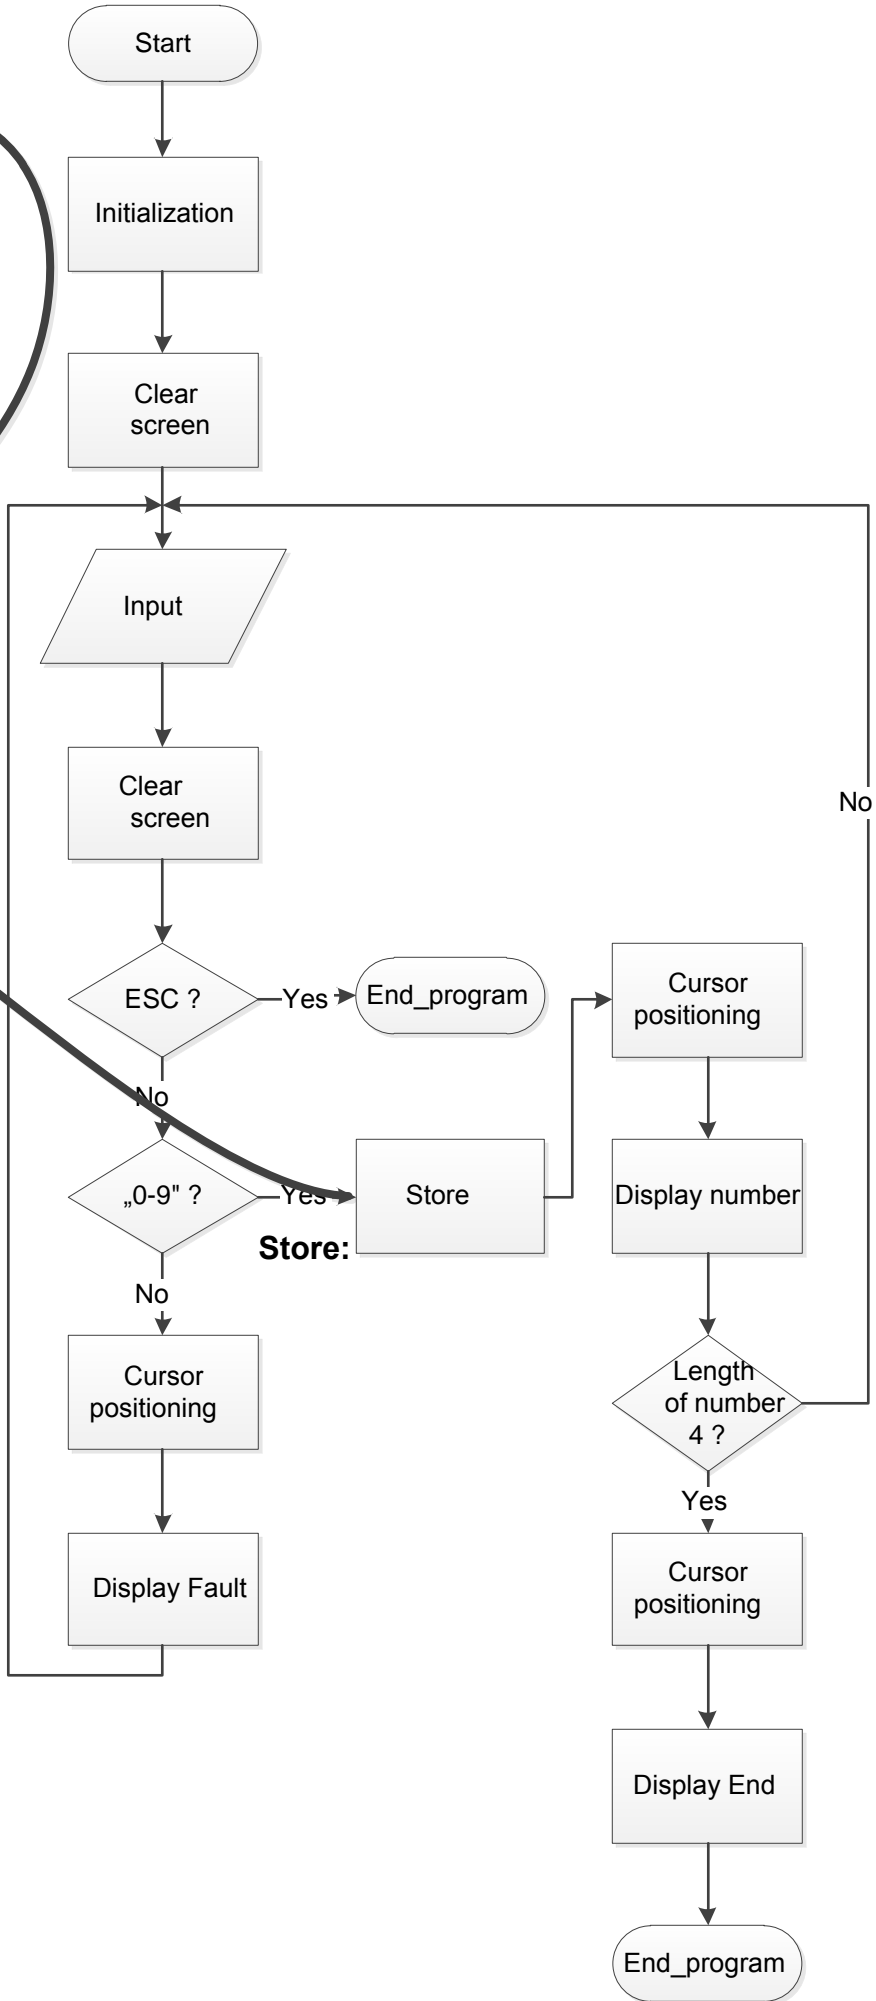 Start
Initialization
Clear
screen
Input
Clear
screen
No
ESC ?
Yes
End_program
Cursor
positioning
No
„0-9" ?
Yes
Store
Display number
Store:
No
Cursor
positioning
Length
of number
4 ?
Yes
Display Fault
Cursor
positioning
Display End
End_program